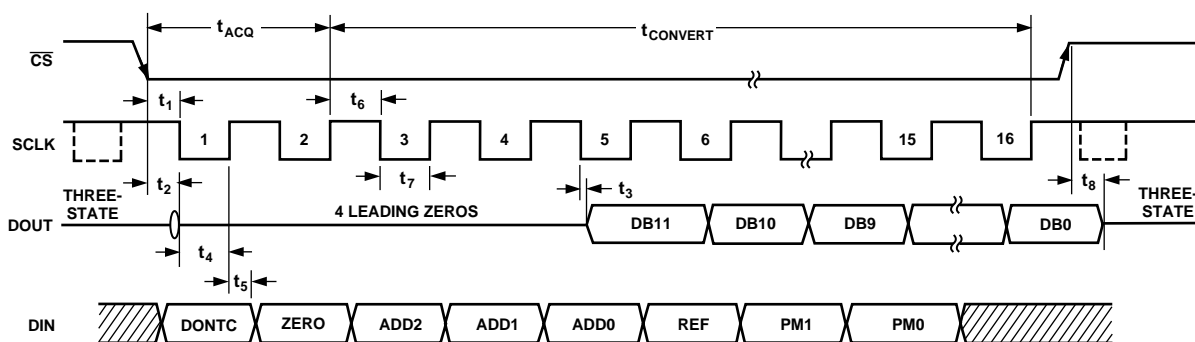 tACQ
tCONVERT
CS
t1
t6
SCLK
1
2
3
4
5
6
15
16
t2
t7
t3
t8
THREE-
STATE
4 LEADING ZEROS
THREE-
STATE
DOUT
DB11
DB10
DB9
DB0
t4
t5
DIN
DONTC
ZERO
ADD2
ADD1
ADD0
REF
PM1
PM0